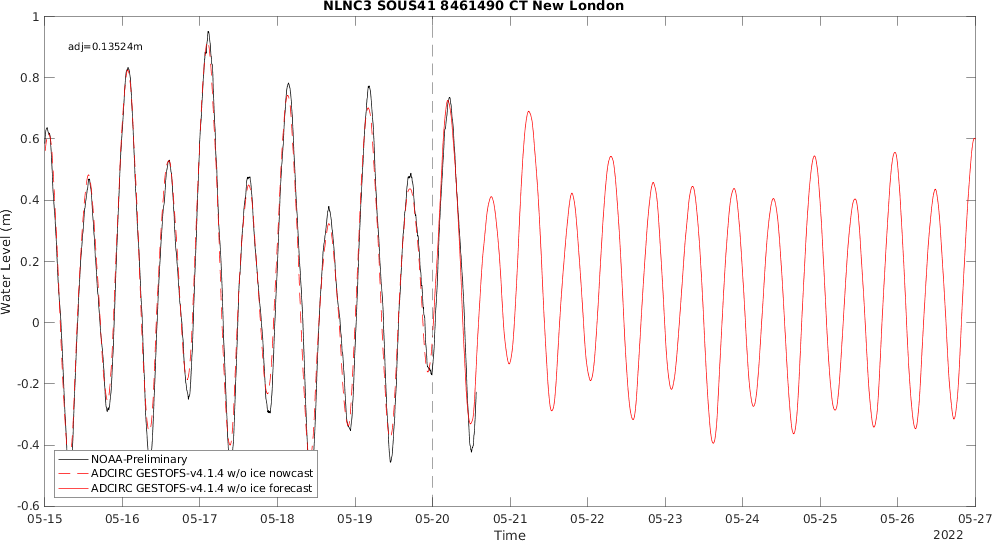 NLNC3 SOUS41 8461490 CT New London
adj=0.13524m
Water Level (m)
1
0.8
0.6
0.4
0.2
0
-0.2
-0.4
-0.6
NOAA-Preliminary
ADCIRC GESTOFS-v4.1.4 w/o ice nowcast
ADCIRC GESTOFS-v4.1.4 w/o ice forecast
05-15 05-16 05-17 05-18 05-19 05-20 05-21 05-22 05-23 05-24 05-25 05-26 05-27
Time
2022